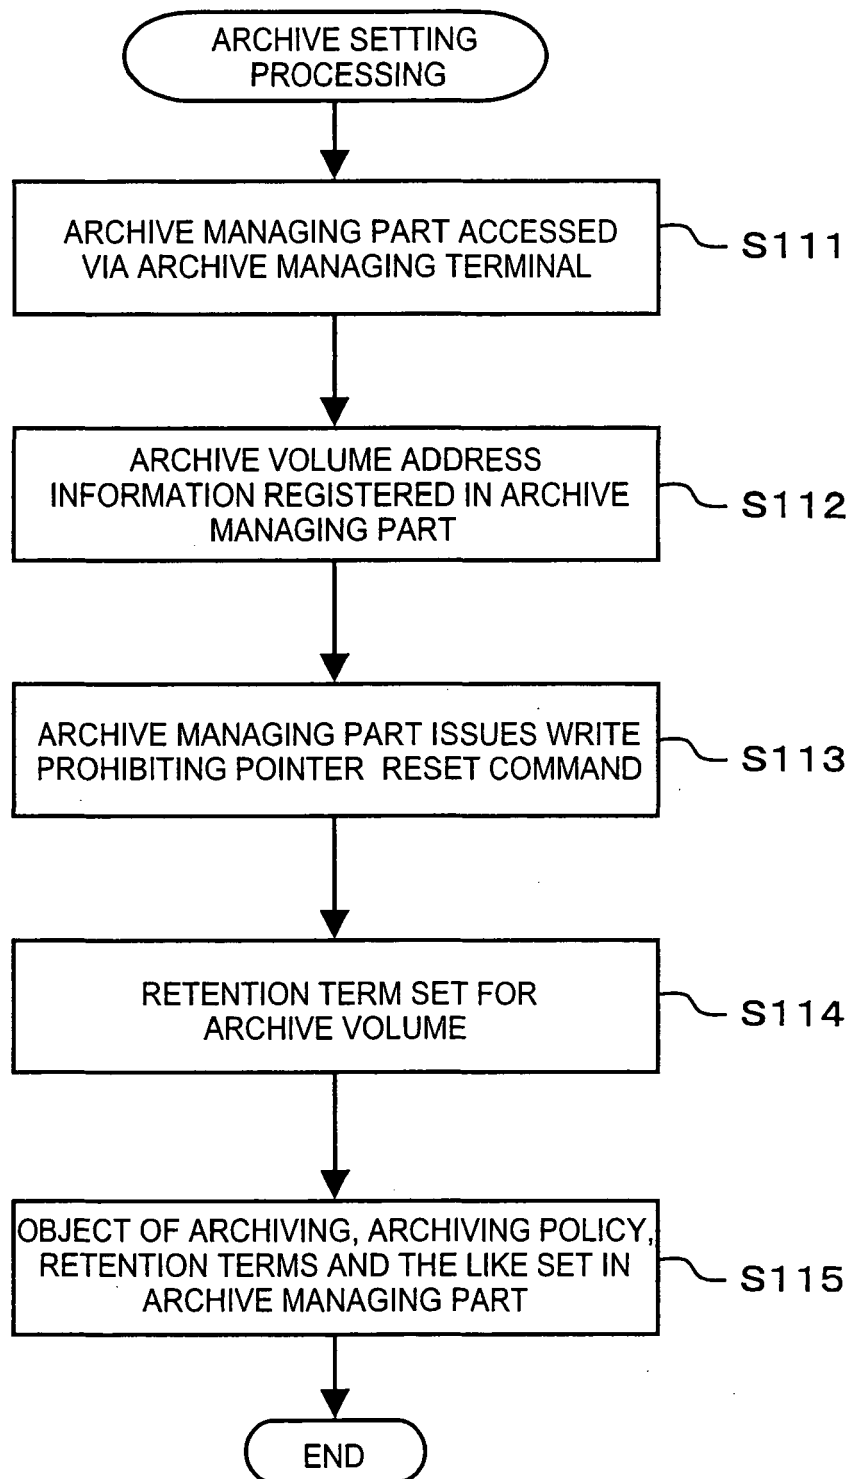 ARCHIVE SETTING
PROCESSING
ARCHIVE MANAGING PART ACCESSED
VIA ARCHIVE MANAGING TERMINAL
S111
ARCHIVE VOLUME ADDRESS
INFORMATION REGISTERED IN ARCHIVE
MANAGING PART
S112
ARCHIVE MANAGING PART ISSUES WRITE
PROHIBITING POINTER RESET COMMAND
S113
RETENTION TERM SET FOR
ARCHIVE VOLUME
S114
OBJECT OF ARCHIVING, ARCHIVING POLICY,
RETENTION TERMS AND THE LIKE SET IN
ARCHIVE MANAGING PART
S115
END